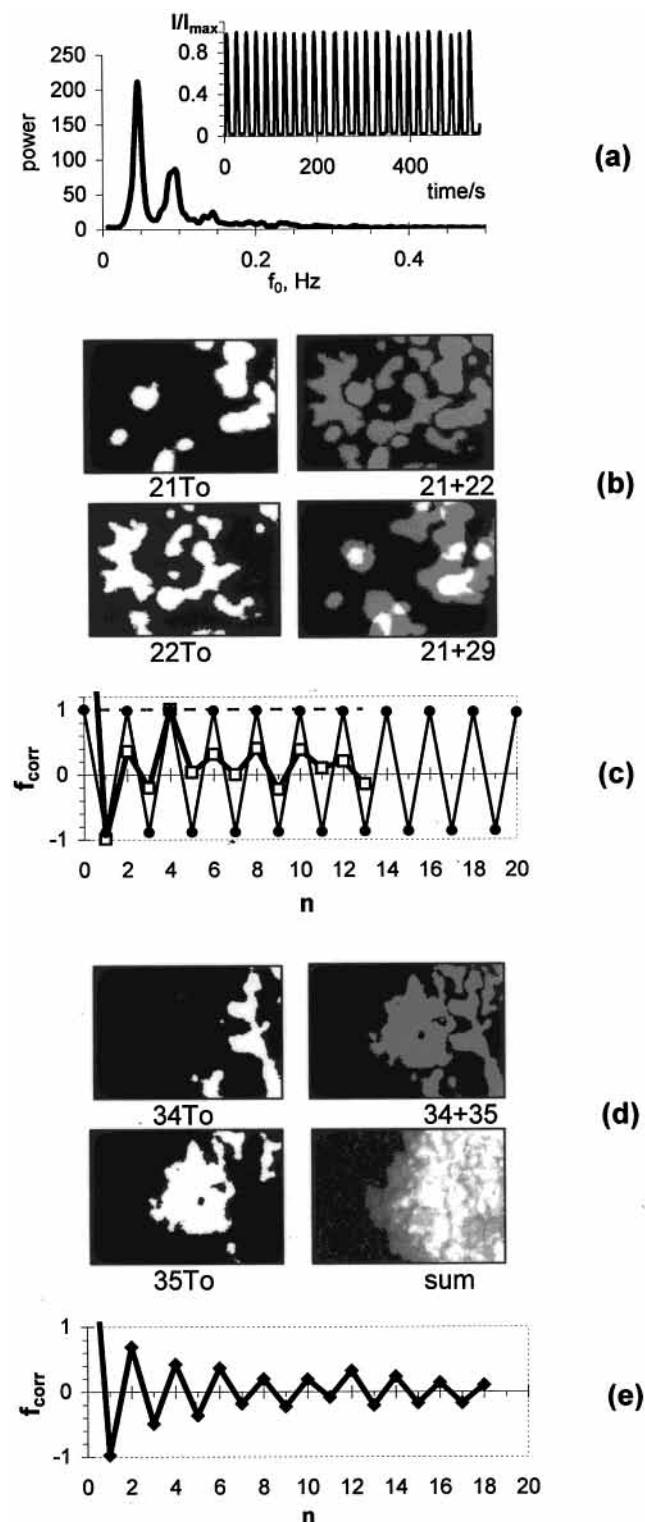 I/Imax
0.8
0.4
0
0 200 400
time/s
250
200
150
100
50
0
power
0 0.2 0.4
f0, Hz
(a)
21To 21+22
(b)
22To 21+29
1
0
-1
fcorr
(c)
0 2 4 6 8 10 12 14 16 18 20
n
34To 34+35
(d)
35To sum
1
0
-1
fcorr
(e)
0 2 4 6 8 10 12 14 16 18 20
n